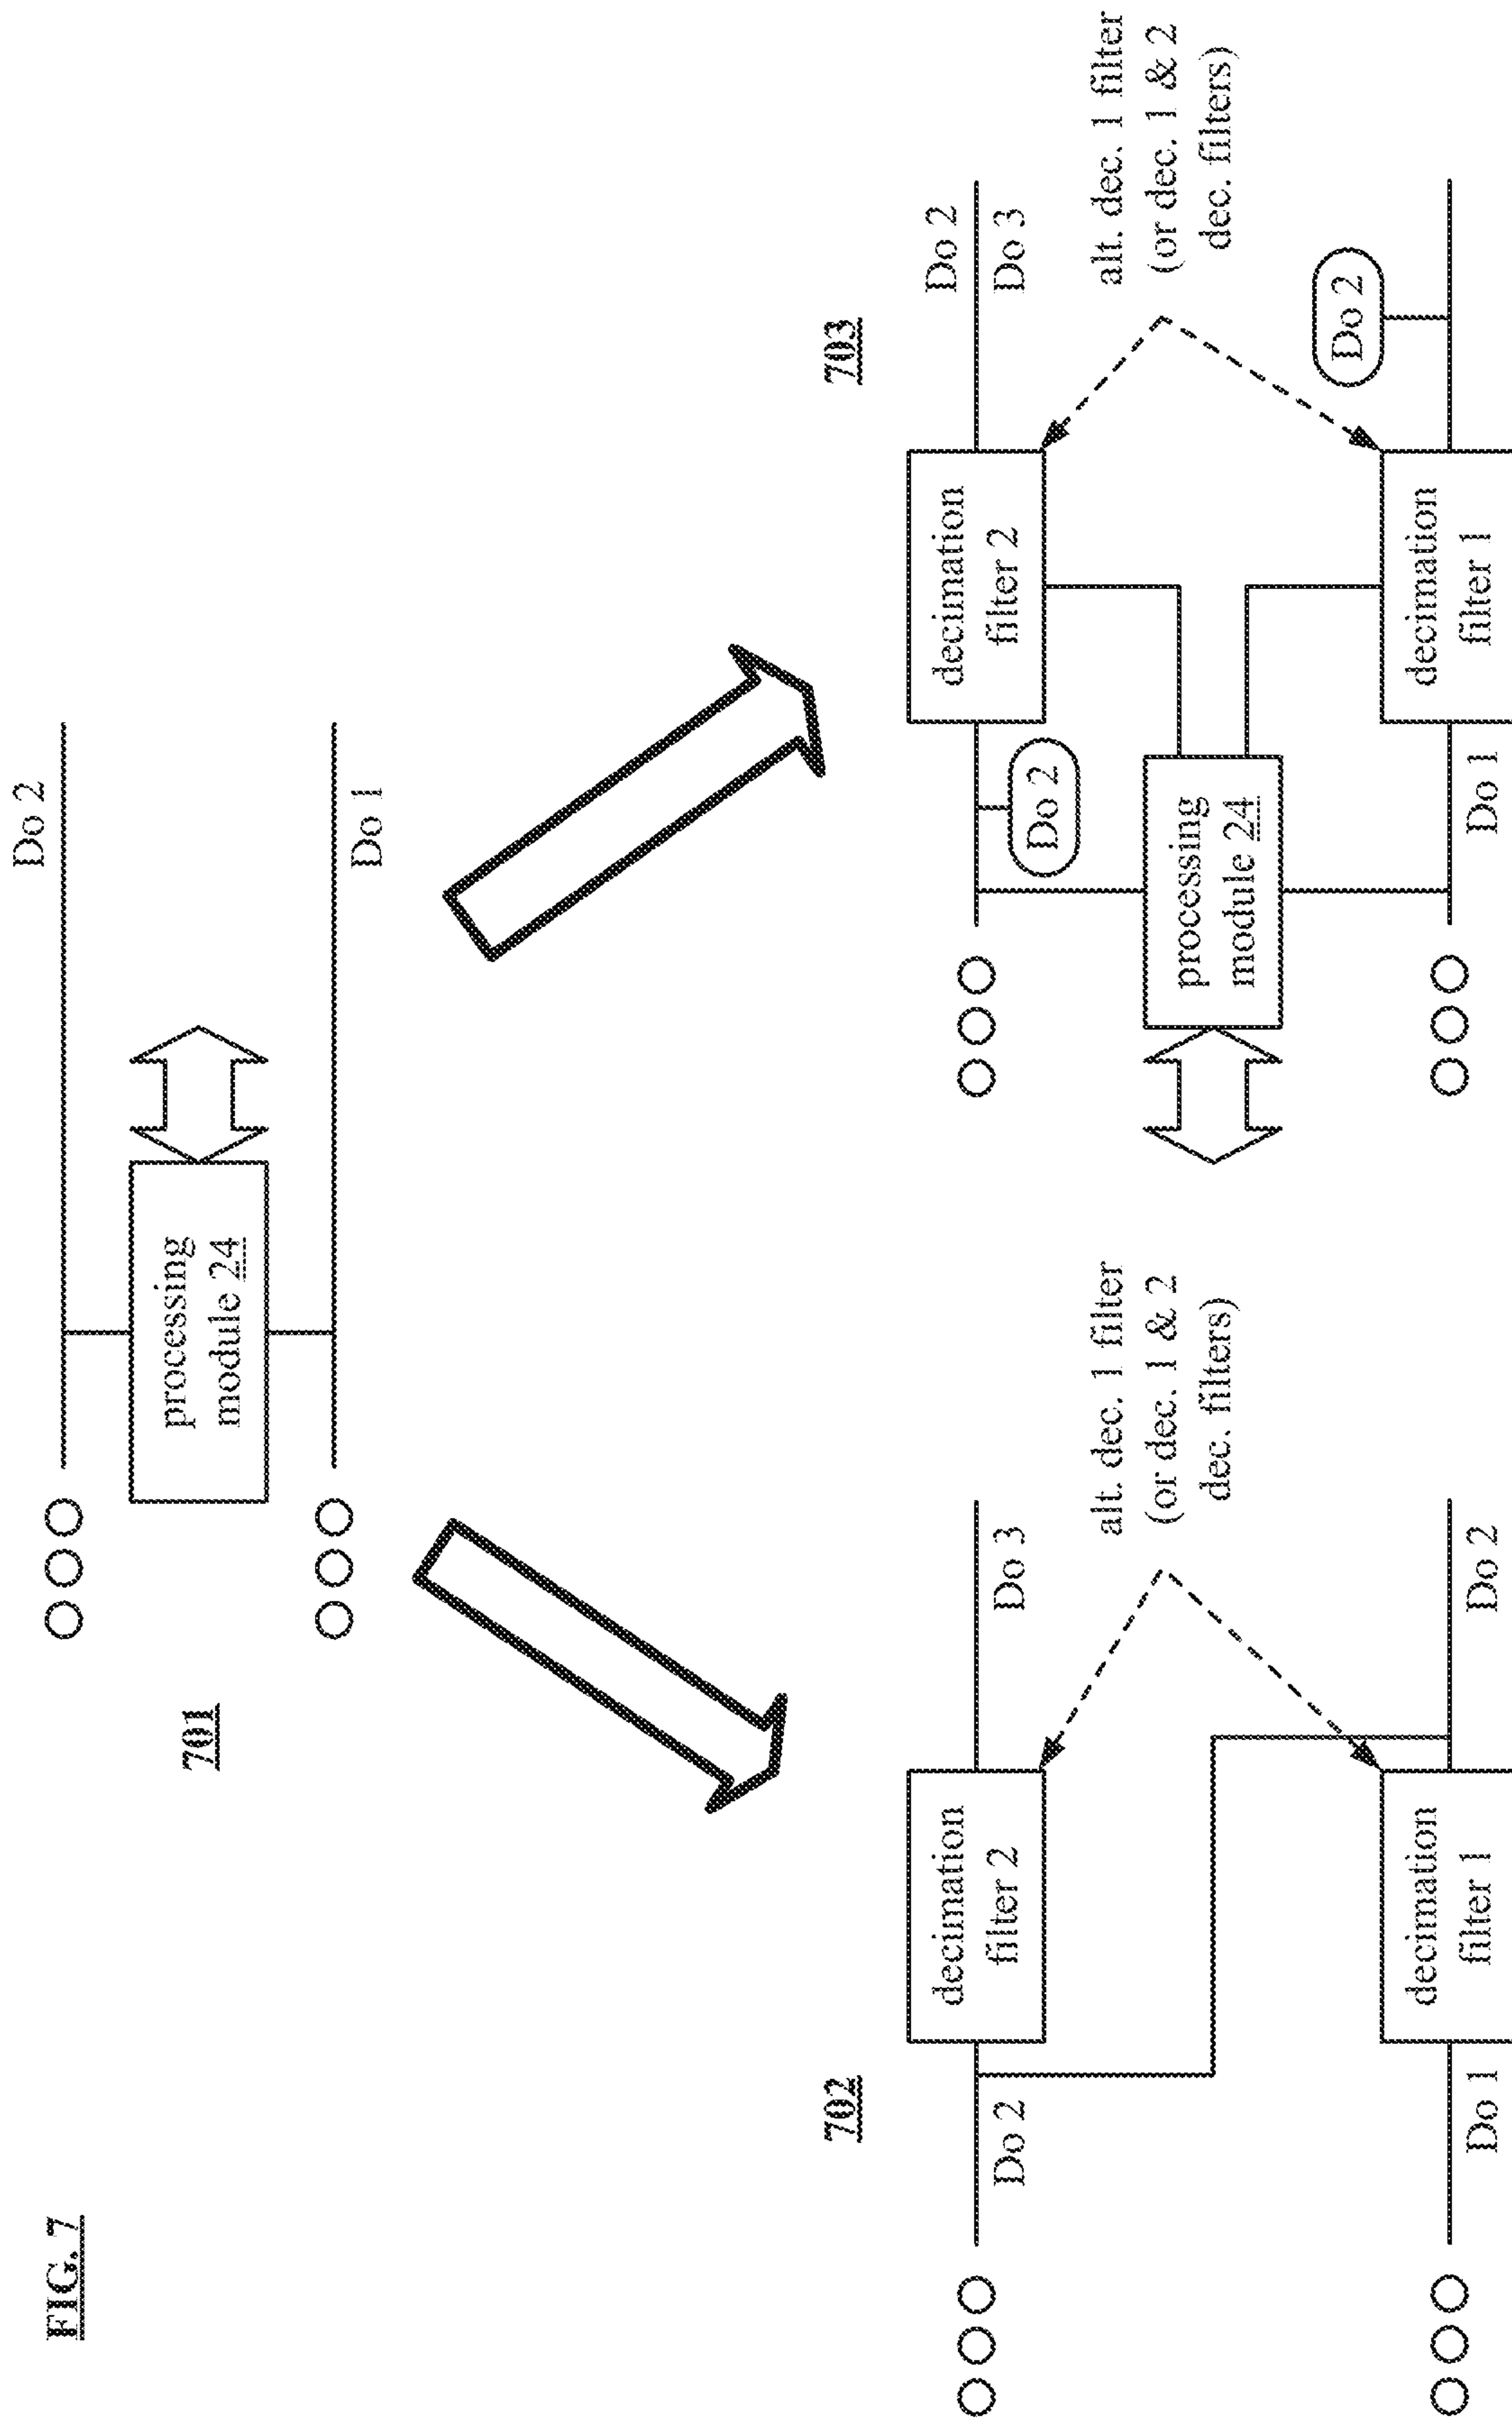 FIG. 7
701
Do 2
processing
module 24
Do 1
702
Do 2
decimation
filter 2
Do 3
alt. dec. 1 filter
(or dec. 1 & 2
dec. filters)
Do 1
decimation
filter 1
Do 2
703
Do 2
decimation
filter 2
Do 2
Do 3
processing
module 24
alt. dec. 1 filter
(or dec. 1 & 2
dec. filters)
Do 2
Do 1
decimation
filter 1